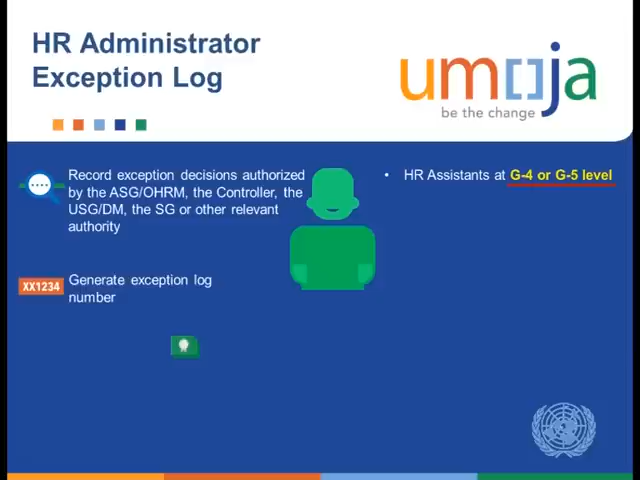 HR Administrator
Exception Log
um[]ja
be the change
Record exception decisions authorized
by the ASG/OHRM, the Controller, the
USG/DM, the SG or other relevant
authority
• HR Assistants at G-4 or G-5 level
XX1234
Generate exception log
number